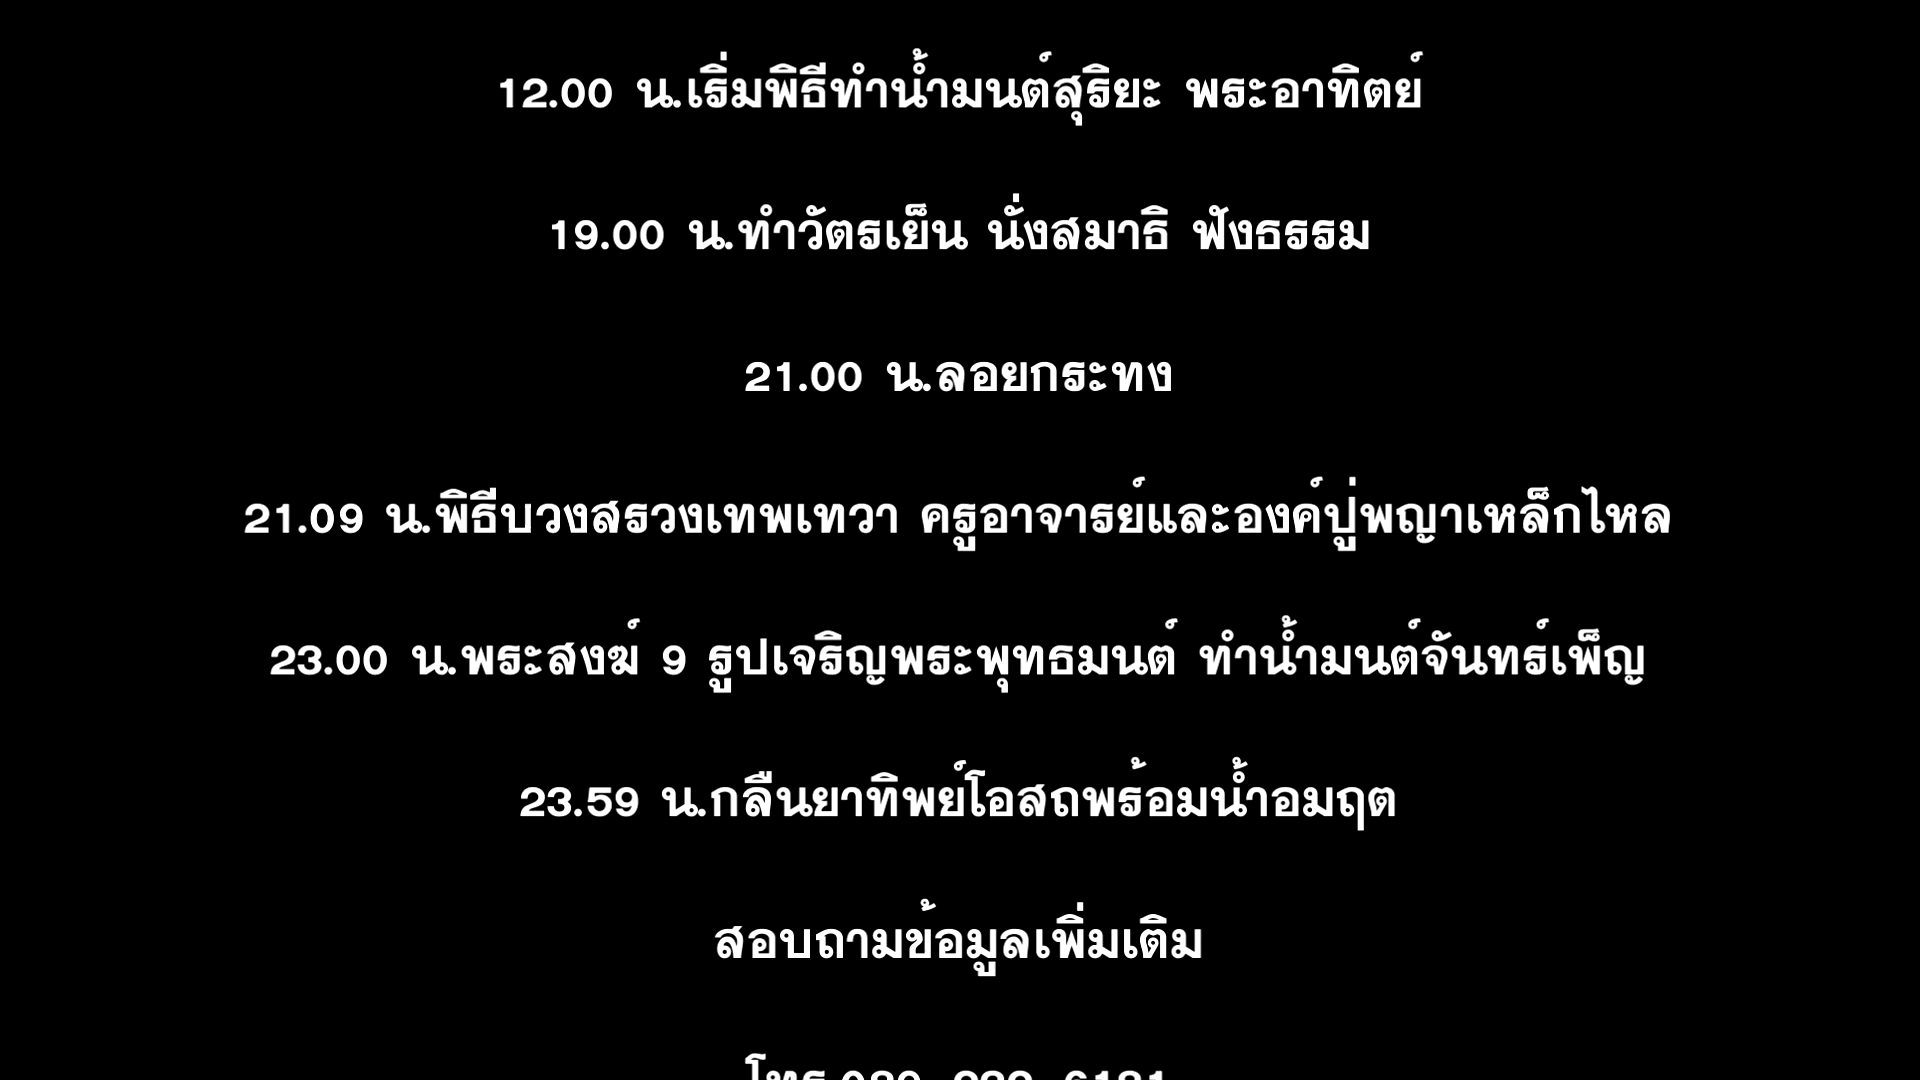 12.00 น.เริ่มพิธีทำน้ำมนต์สุริยะ พระอาทิตย์
19.00 น.ทำวัตรเย็น นั่งสมาธิ ฟังธรรม
21.00 น.ลอยกระทง
21.09 น.พิธีบวงสรวงเทพเทวา ครูอาจารย์และองค์ปู่พญาเหล็กไหล
23.00 น.พระสงฆ์ 9 รูปเจริญพระพุทธมนต์ ทำน้ำมนต์จันทร์เพ็ญ
23.59 น.กลืนยาทิพย์โอสถพร้อมน้ำอมฤต
สอบถามข้อมูลเพิ่มเติม
โทร